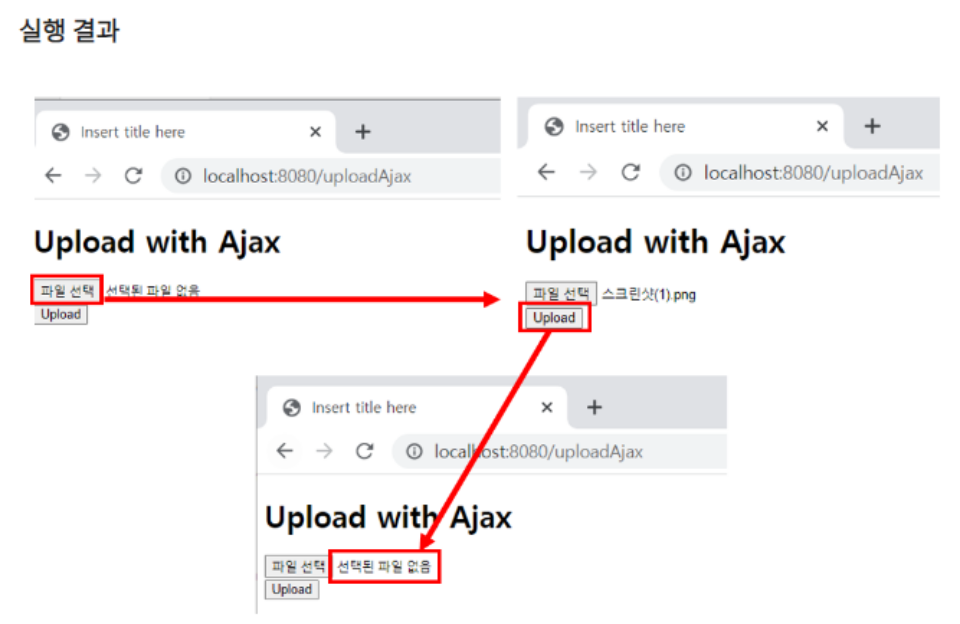 실행 결과
Insert title here
localhost:8080/uploadAjax
Upload with Ajax
파일 선택 선택된 파일 없음
Upload
Insert title here
localhost:8080/uploadAjax
Upload with Ajax
파일 선택 스크린샷(1).png
Upload
Insert title here
localhost:8080/uploadAjax
Upload with Ajax
파일 선택 선택된 파일 없음
Upload